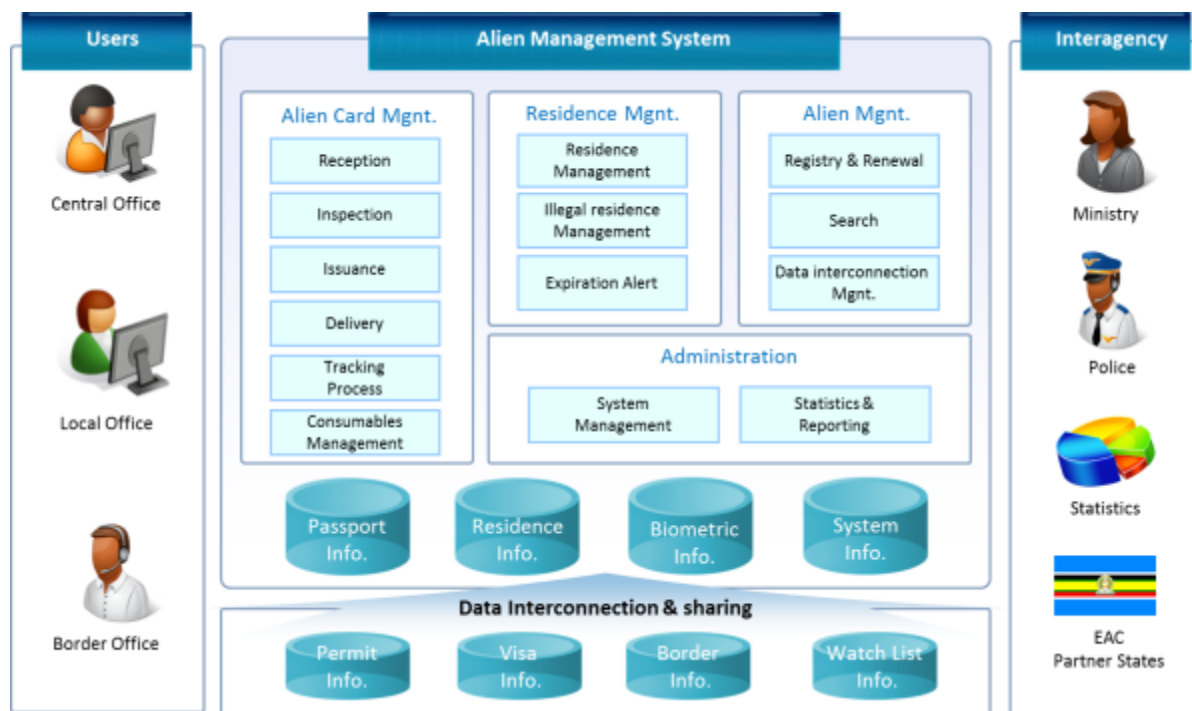 Users
Central Office
Local Office
Border Office
Alien Management System
Alien Card Mgnt.
Reception
Inspection
Issuance
Delivery
Tracking
Process
Consumables
Management
Residence Mgnt.
Residence
Management
Illegal residence
Management
Expiration Alert
Alien Mgnt.
Registry & Renewal
Search
Data interconnection
Mgnt.
Administration
System
Management
Statistics &
Reporting
Passport
Info.
Residence
Info.
Biometric
Info.
System
Info.
Data Interconnection & sharing
Permit
Info.
Visa
Info.
Border
Info.
Watch List
Info.
Interagency
Ministry
Police
Statistics
EAC
Partner States